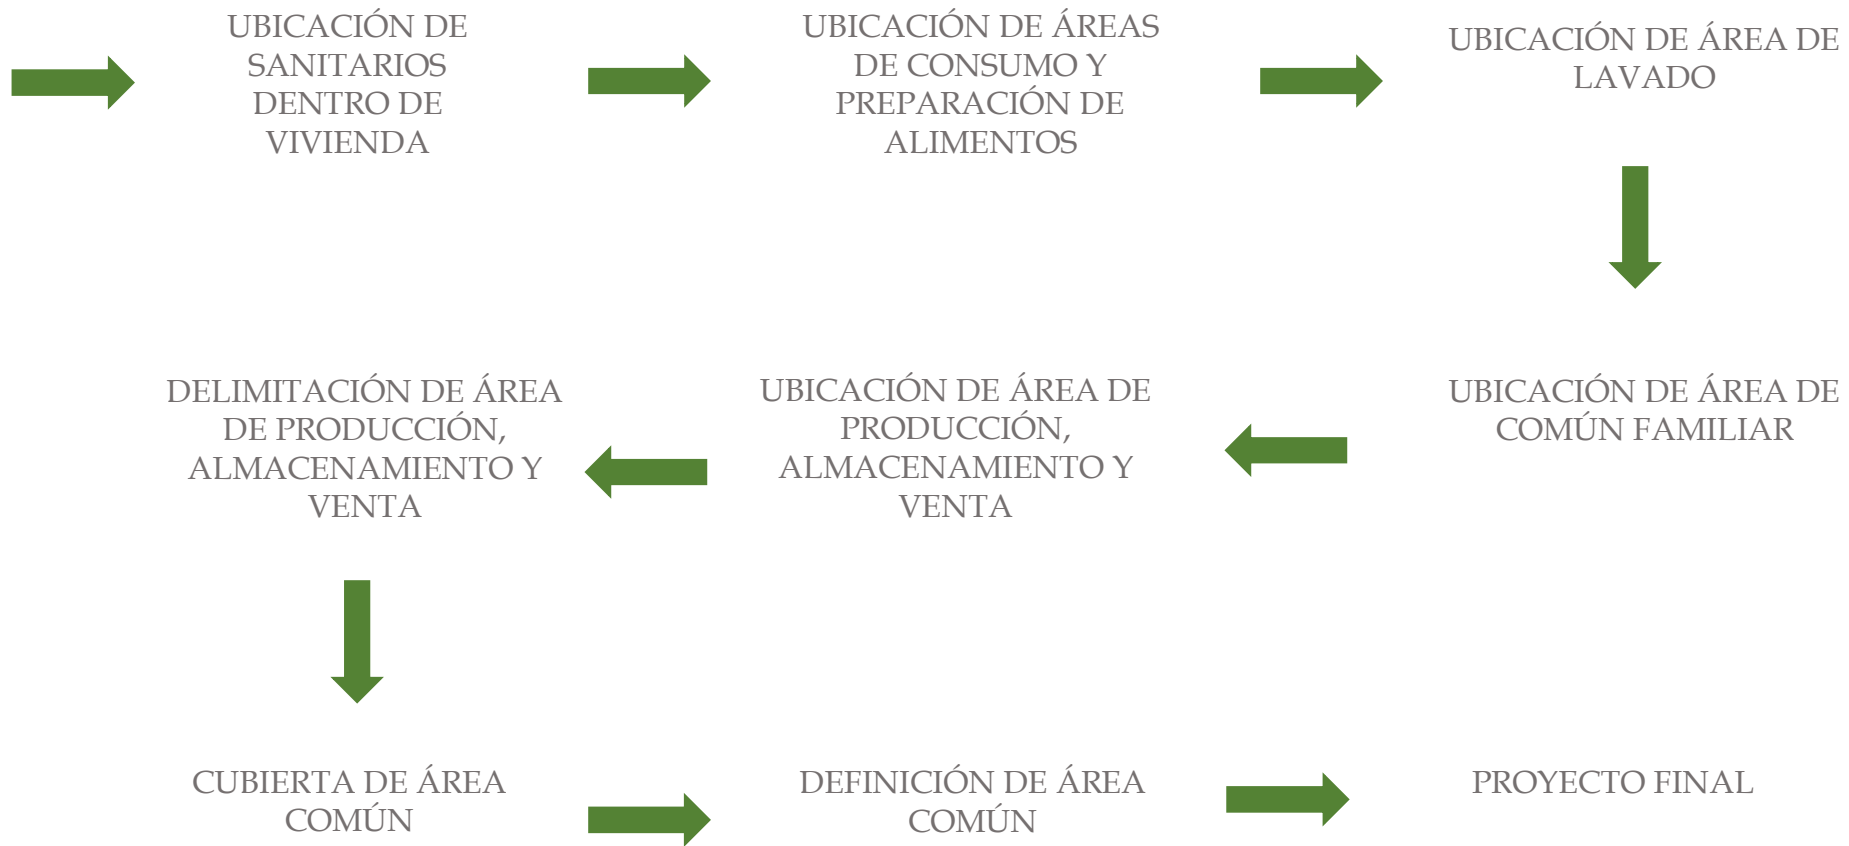 UBICACIÓN DE
SANITARIOS
DENTRO DE
VIVIENDA
UBICACIÓN DE ÁREAS
DE CONSUMO Y
PREPARACIÓN DE
ALIMENTOS
UBICACIÓN DE ÁREA DE
LAVADO
UBICACIÓN DE ÁREA DE
COMÚN FAMILIAR
UBICACIÓN DE ÁREA DE
PRODUCCIÓN,
ALMACENAMIENTO Y
VENTA
DELIMITACIÓN DE ÁREA
DE PRODUCCIÓN,
ALMACENAMIENTO Y
VENTA
CUBIERTA DE ÁREA
COMÚN
DEFINICIÓN DE ÁREA
COMÚN
PROYECTO FINAL